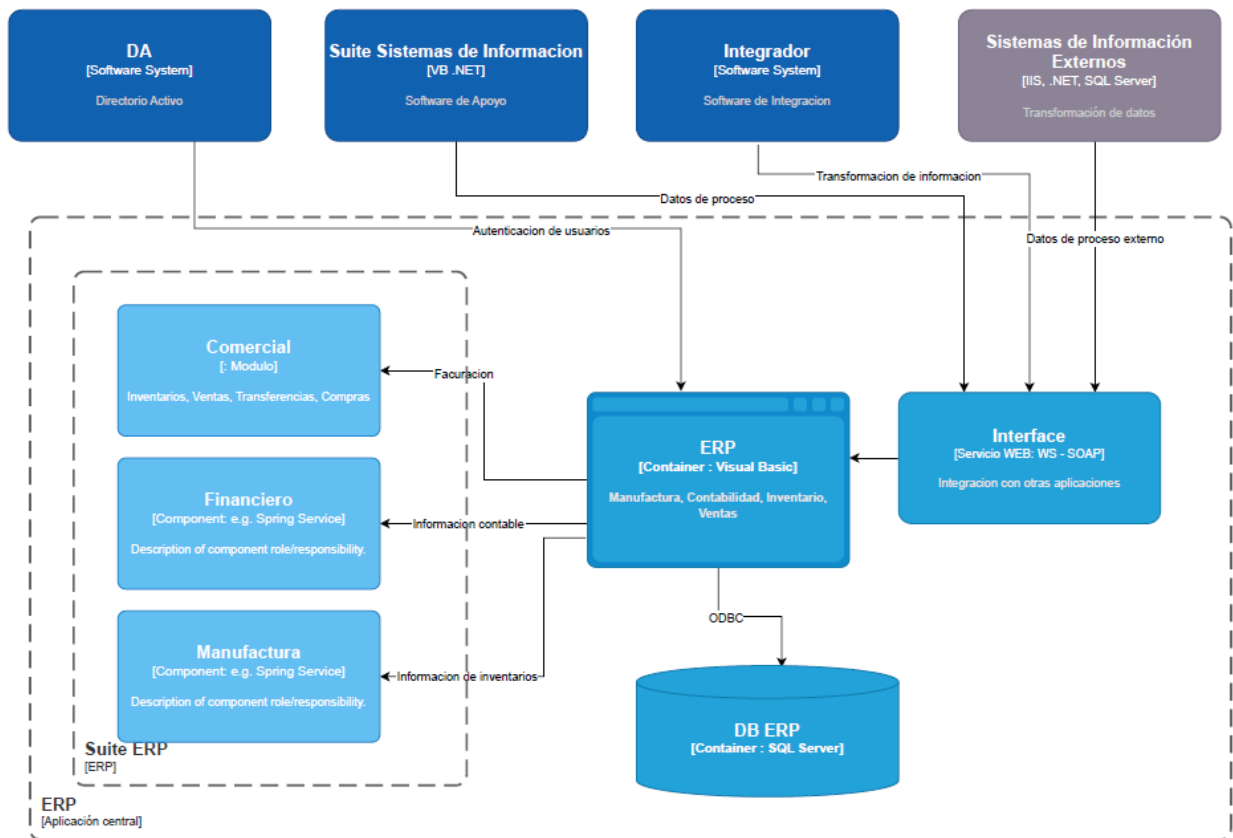 DA
[Software System]
Directorio Activo
Suite Sistemas de Informacion
[VB .NET]
Software de Apoyo
Integrador
[Software System]
Software de Integracion
Sistemas de Información
Externos
[IIS, .NET, SQL Server]
Transformación de datos
Transformacion de informacion
Datos de proceso
Autenticacion de usuarios
Datos de proceso externo
Comercial
[: Modulo]
Inventarios, Ventas, Transferencias, Compras
Facuracion
ERP
[Container : Visual Basic]
Manufactura, Contabilidad, Inventario,
Ventas
Interface
[Servicio WEB: WS - SOAP]
Integracion con otras aplicaciones
Financiero
[Component: e.g. Spring Service]
Description of component role/responsibility.
Informacion contable
ODBC
Manufactura
[Component: e.g. Spring Service]
Description of component role/responsibility.
Informacion de inventarios
DB ERP
[Container : SQL Server]
Suite ERP
[ERP]
ERP
[Aplicación central]